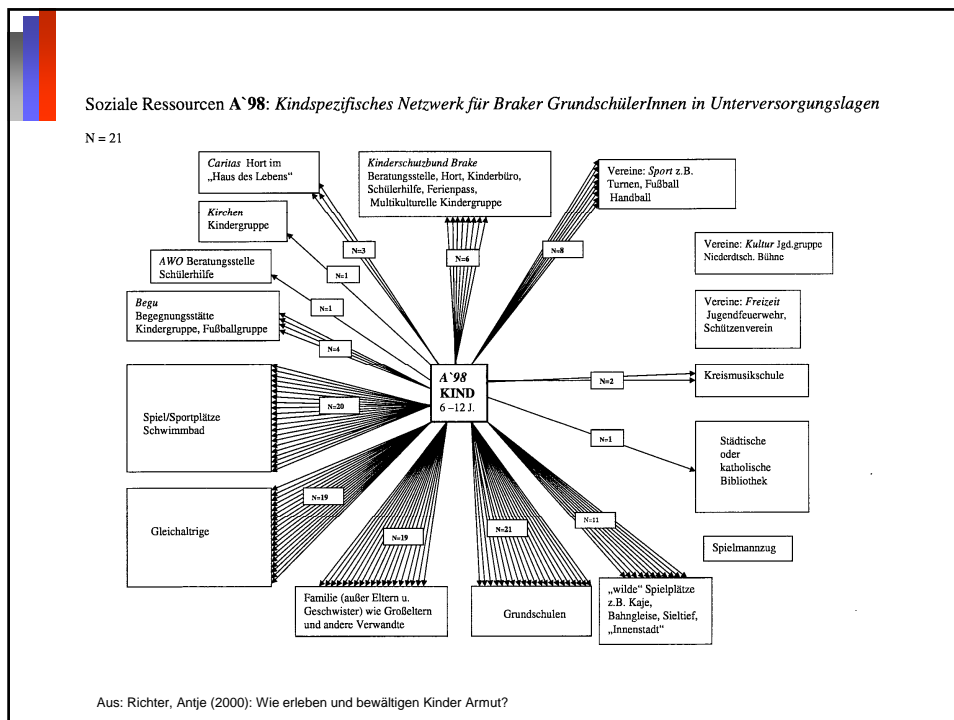 Soziale Ressourcen A`98: Kindspezifisches Netzwerk für Braker GrundschülerInnen in Unterversorgungslagen
N = 21
Caritas Hort im
„Haus des Lebens“
Kinderschutzbund Brake
Beratungsstelle, Hort, Kinderbüro,
Schülerhilfe, Ferienpass,
Multikulturelle Kindergruppe
Vereine: Sport z.B.
Turnen, Fußball
Handball
Kirchen
Kindergruppe
AWO Beratungsstelle
Schülerhilfe
Begu
Begegnungsstätte
Kindergruppe, Fußballgruppe
Vereine: Kultur Jgd.gruppe
Niederdtsch. Bühne
Vereine: Freizeit
Jugendfeuerwehr,
Schützenverein
N=3
N=6
N=8
N=1
N=1
N=4
A`98
KIND
6 –12 J.
N=2
Kreismusikschule
Spiel/Sportplätze
Schwimmbad
N=20
N=1
Städtische
oder
katholische
Bibliothek
Gleichaltrige
N=19
N=19
N=21
N=11
Spielmannzug
Familie (außer Eltern u.
Geschwister) wie Großeltern
und andere Verwandte
Grundschulen
„wilde“ Spielplätze
z.B. Kaje,
Bahngleise, Sieltief,
„Innenstadt“
Aus: Richter, Antje (2000): Wie erleben und bewältigen Kinder Armut?